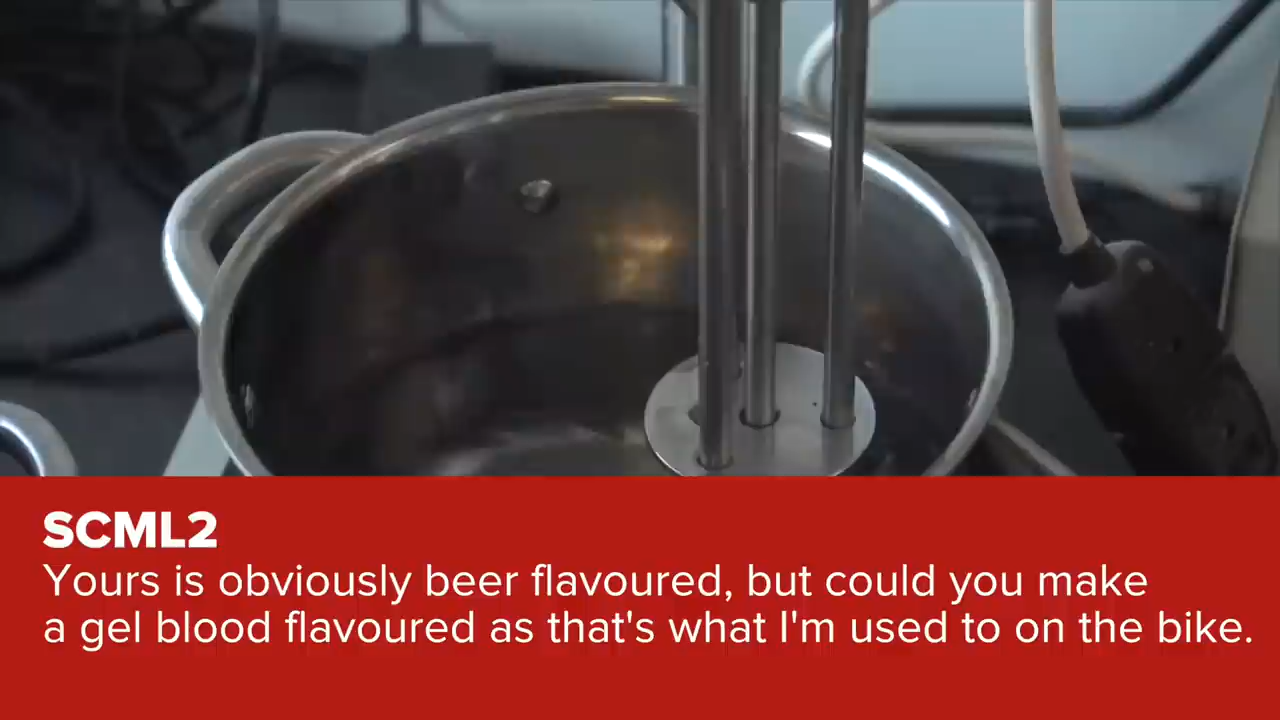 SCML2
Yours is obviously beer flavoured, but could you make
a gel blood flavoured as that's what I'm used to on the bike.